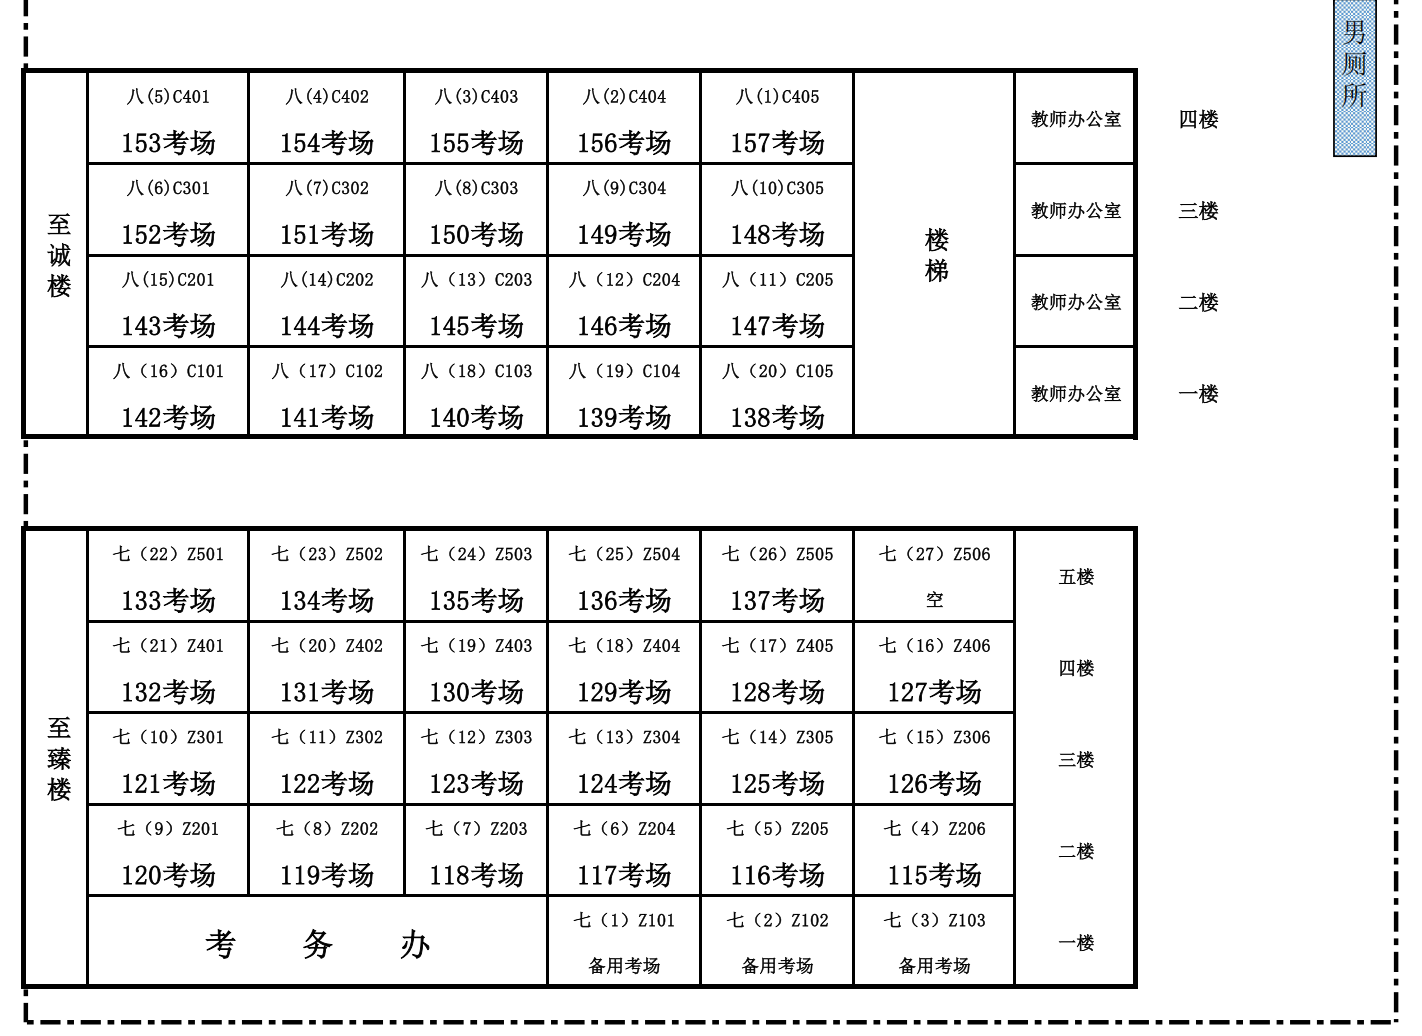 男厕所
至诚楼
八(5)C401 八(4)C402 八(3)C403 八(2)C404 八(1)C405
153考场 154考场 155考场 156考场 157考场
教师办公室 四楼
八(6)C301 八(7)C302 八(8)C303 八(9)C304 八(10)C305
152考场 151考场 150考场 149考场 148考场
教师办公室 三楼
楼梯
八(15)C201 八(14)C202 八（13）C203 八（12）C204 八（11）C205
143考场 144考场 145考场 146考场 147考场
教师办公室 二楼
八（16）C101 八（17）C102 八（18）C103 八（19）C104 八（20）C105
142考场 141考场 140考场 139考场 138考场
教师办公室 一楼
至臻楼
七（22）Z501 七（23）Z502 七（24）Z503 七（25）Z504 七（26）Z505 七（27）Z506
133考场 134考场 135考场 136考场 137考场 空
五楼
七（21）Z401 七（20）Z402 七（19）Z403 七（18）Z404 七（17）Z405 七（16）Z406
132考场 131考场 130考场 129考场 128考场 127考场
四楼
七（10）Z301 七（11）Z302 七（12）Z303 七（13）Z304 七（14）Z305 七（15）Z306
121考场 122考场 123考场 124考场 125考场 126考场
三楼
七（9）Z201 七（8）Z202 七（7）Z203 七（6）Z204 七（5）Z205 七（4）Z206
120考场 119考场 118考场 117考场 116考场 115考场
二楼
考 务 办
七（1）Z101 七（2）Z102 七（3）Z103
备用考场 备用考场 备用考场
一楼